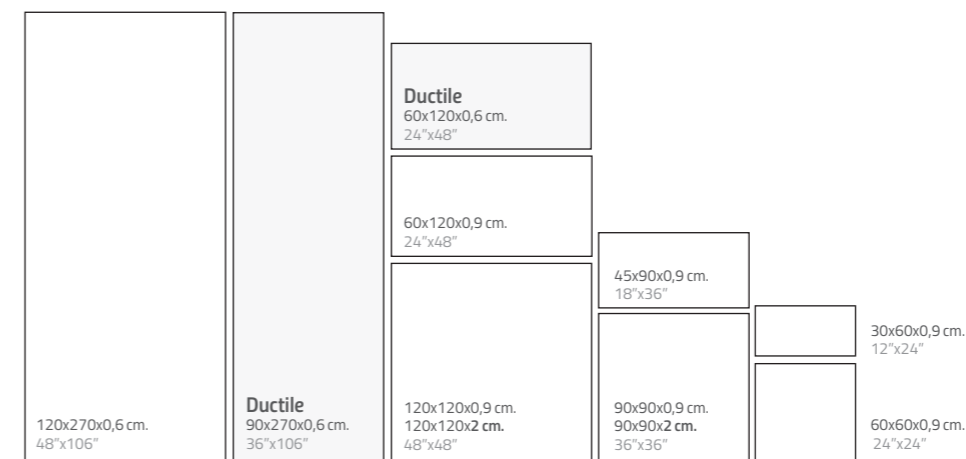 120x270x0,6 cm.
48”x106”
Ductile
90x270x0,6 cm.
36”x106”
Ductile
60x120x0,6 cm.
24”x48”
60x120x0,9 cm.
24”x48”
120x120x0,9 cm.
120x120x2 cm.
48”x48”
45x90x0,9 cm.
18”x36”
90x90x0,9 cm.
90x90x2 cm.
36”x36”
30x60x0,9 cm.
12”x24”
60x60x0,9 cm.
24”x24”